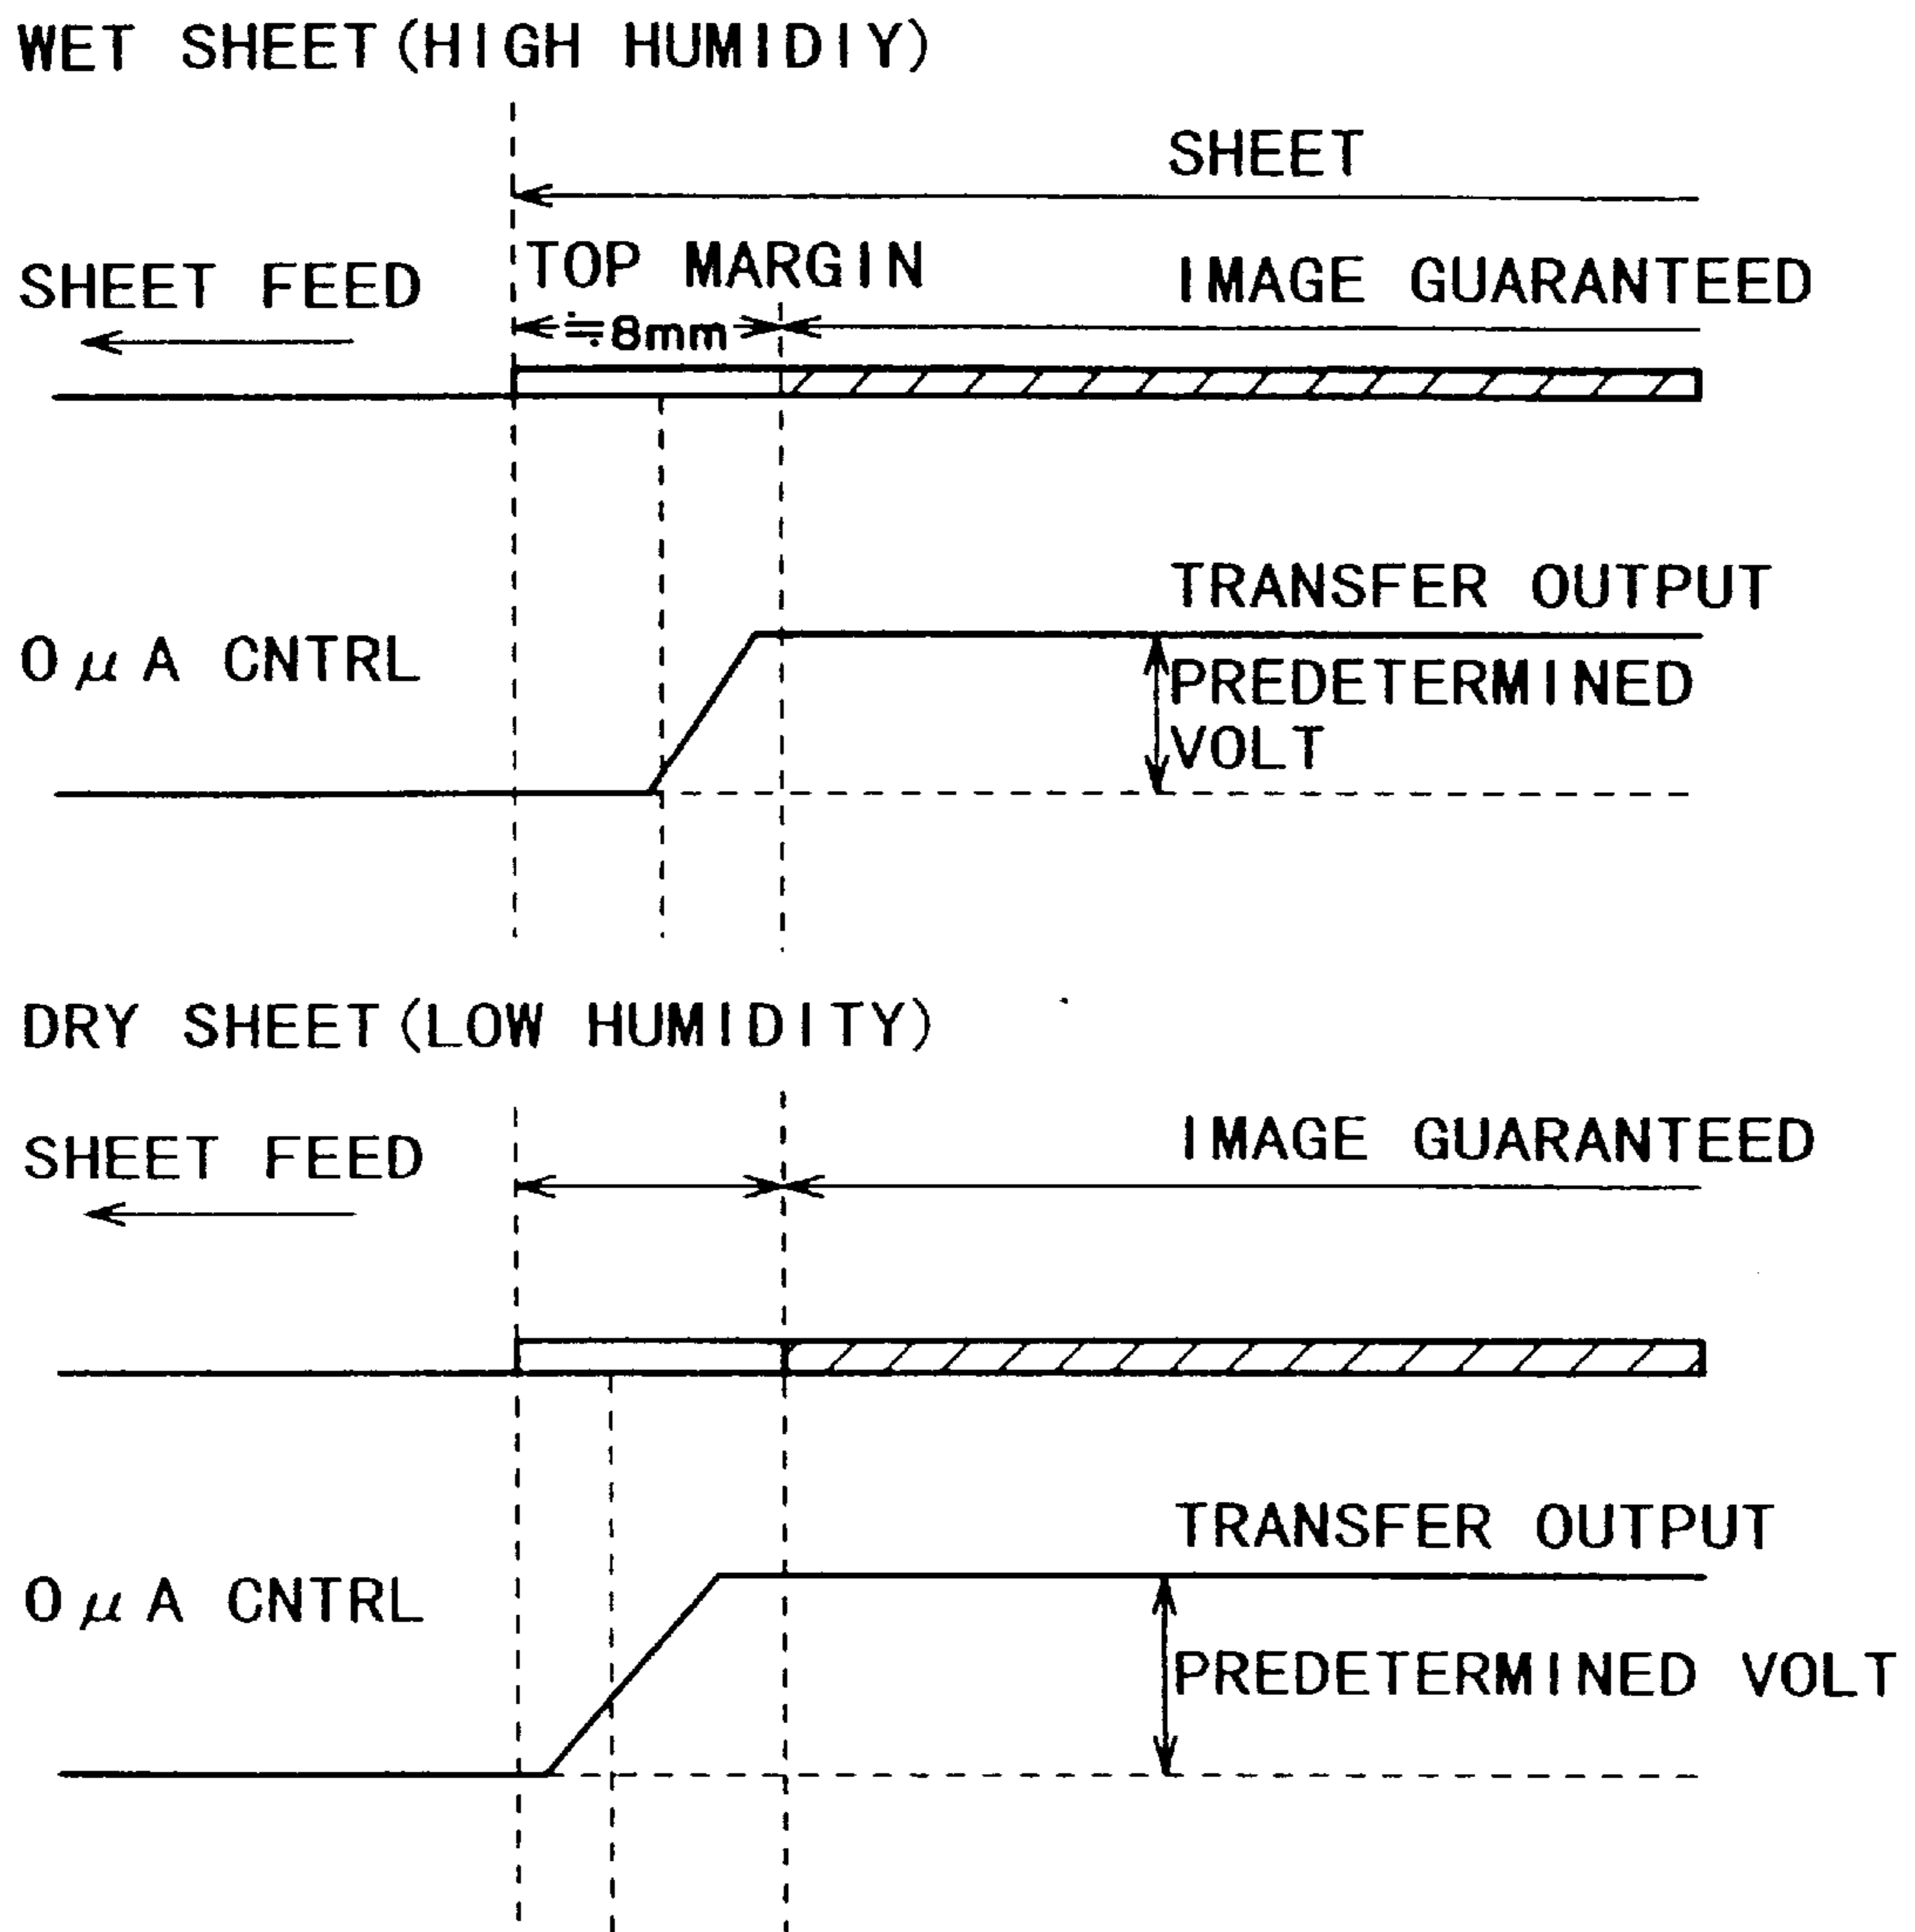 WET SHEET(HIGH HUMIDIY)
SHEET
TOP MARGIN
SHEET FEED
IMAGE GUARANTEED
≒8mm
TRANSFER OUTPUT
0μA CNTRL
PREDETERMINED
VOLT
DRY SHEET(LOW HUMIDITY)
IMAGE GUARANTEED
SHEET FEED
TRANSFER OUTPUT
0μA CNTRL
PREDETERMINED VOLT